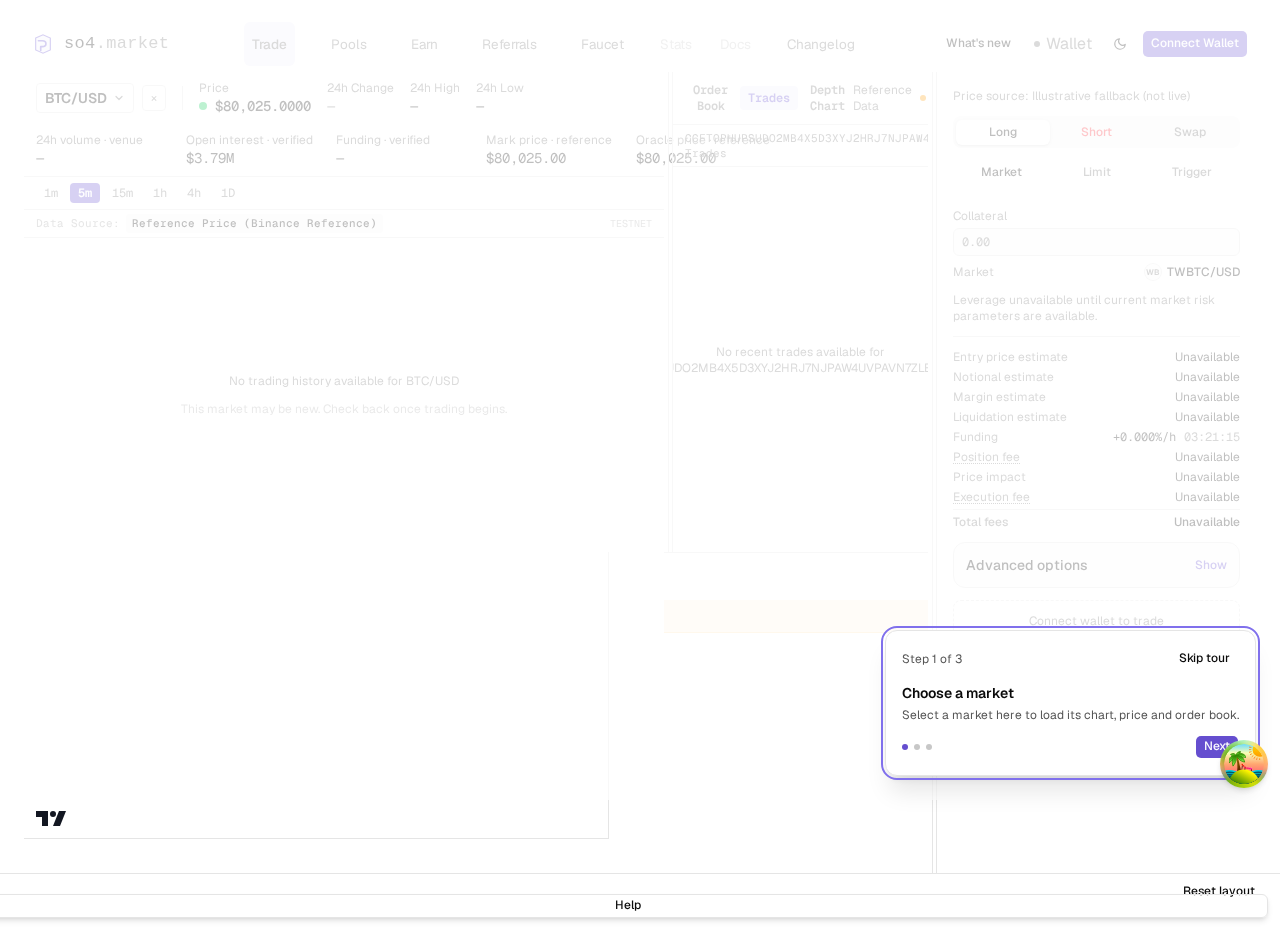 so4.market
Trade
Pools
Earn
Referrals
Faucet
Stats
Docs
Changelog
What's new
Wallet
Connect Wallet
BTC/USD
×
Price
$80,025.0000
24h Change
—
24h High
—
24h Low
—
24h volume · venue
—
Open interest · verified
$3.79M
Funding · verified
—
Mark price · reference
$80,025.00
Oracle price · reference
$80,025.00
1m
5m
15m
1h
4h
1D
Data Source:
Reference Price (Binance Reference)
TESTNET
No trading history available for BTC/USD
This market may be new. Check back once trading begins.
Order
Book
Trades
Depth
Chart
Reference
Data
Trades
No recent trades available for
DO2MB4X5D3XYJ2HRJ7NJPAW4UVPAVN7ZLE
Price source: Illustrative fallback (not live)
Long
Short
Swap
Market
Limit
Trigger
Collateral
0.00
Market
WB
TWBTC/USD
Leverage unavailable until current market risk
parameters are available.
Entry price estimate
Unavailable
Notional estimate
Unavailable
Margin estimate
Unavailable
Liquidation estimate
Unavailable
Funding
+0.000%/h 03:21:15
Position fee
Unavailable
Price impact
Unavailable
Execution fee
Unavailable
Total fees
Unavailable
Advanced options
Show
Connect wallet to trade
Step 1 of 3
Skip tour
Choose a market
Select a market here to load its chart, price and order book.
Next
Reset layout
Help